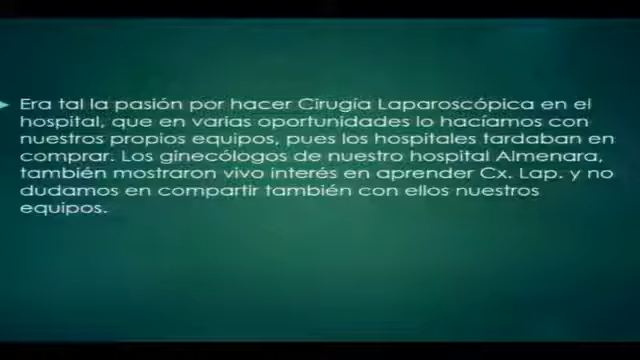 Era tal la pasión por hacer Cirugía Laparoscópica en el
hospital, que en varias oportunidades lo hacíamos con
nuestros propios equipos, pues los hospitales tardaban en
comprar. Los ginecólogos de nuestro hospital Almenara,
también mostraron vivo interés en aprender Cx. Lap. y no
dudamos en compartir también con ellos nuestros
equipos.